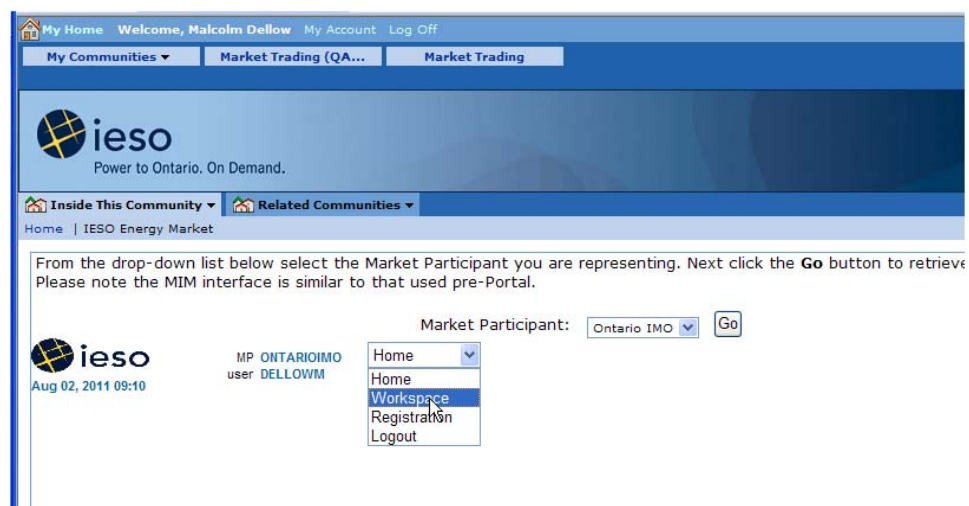 My Home Welcome, Malcolm Dellow My Account Log Off
My Communities Market Trading (QA... Market Trading
ieso
Power to Ontario. On Demand.
Inside This Community Related Communities
Home | IESO Energy Market
From the drop-down list below select the Market Participant you are representing. Next click the Go button to retrieve
Please note the MIM interface is similar to that used pre-Portal.
Market Participant: Ontario IMO Go
ieso
Aug 02, 2011 09:10
MP ONTARIOIMO
user DELLOWM
Home
Home
Workspace
Registration
Logout